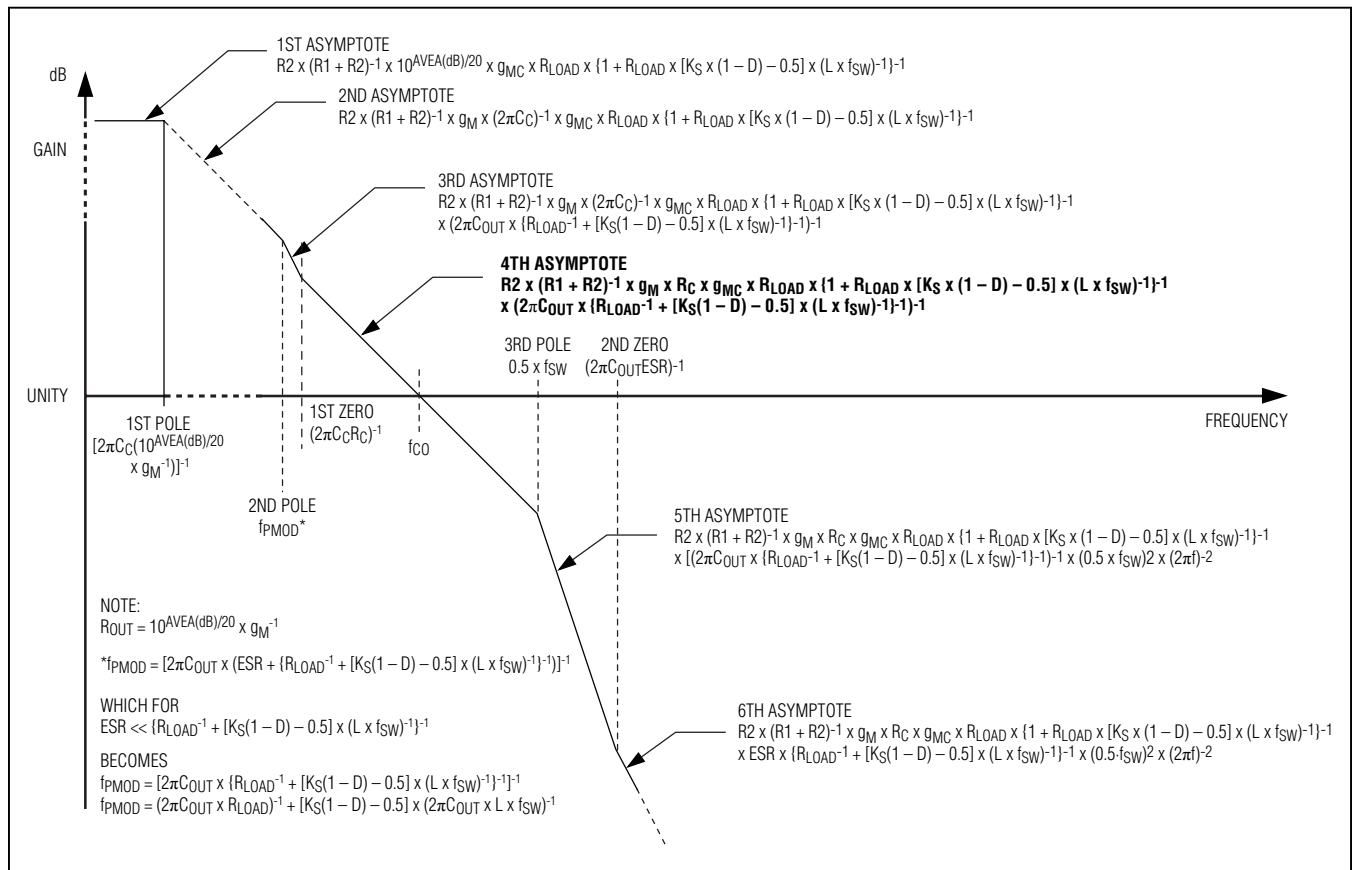 1ST ASYMPTOTE
R2 x (R1 + R2)⁻¹ x 10^AVEA(dB)/20 x gMC x RLOAD x {1 + RLOAD x [KS x (1 – D) – 0.5] x (L x fSW)⁻¹}⁻¹
dB
2ND ASYMPTOTE
R2 x (R1 + R2)⁻¹ x gM x (2πCC)⁻¹ x gMC x RLOAD x {1 + RLOAD x [KS x (1 – D) – 0.5] x (L x fSW)⁻¹}⁻¹
GAIN
3RD ASYMPTOTE
R2 x (R1 + R2)⁻¹ x gM x (2πCC)⁻¹ x gMC x RLOAD x {1 + RLOAD x [KS x (1 – D) – 0.5] x (L x fSW)⁻¹}⁻¹
x (2πCOUT x {RLOAD⁻¹ + [KS(1 – D) – 0.5] x (L x fSW)⁻¹}⁻¹)⁻¹
4TH ASYMPTOTE
R2 x (R1 + R2)⁻¹ x gM x RC x gMC x RLOAD x {1 + RLOAD x [KS x (1 – D) – 0.5] x (L x fSW)⁻¹}⁻¹
x (2πCOUT x {RLOAD⁻¹ + [KS(1 – D) – 0.5] x (L x fSW)⁻¹}⁻¹)⁻¹
3RD POLE
0.5 x fSW
2ND ZERO
(2πCOUTESR)⁻¹
UNITY
FREQUENCY
1ST POLE
[2πCC(10^AVEA(dB)/20
x gM⁻¹)]⁻¹
1ST ZERO
(2πCCRC)⁻¹
fCO
2ND POLE
fPMOD*
5TH ASYMPTOTE
R2 x (R1 + R2)⁻¹ x gM x RC x gMC x RLOAD x {1 + RLOAD x [KS x (1 – D) – 0.5] x (L x fSW)⁻¹}⁻¹
x [(2πCOUT x {RLOAD⁻¹ + [KS(1 – D) – 0.5] x (L x fSW)⁻¹}⁻¹)⁻¹ x (0.5 x fSW)² x (2πf)⁻²
NOTE:
ROUT = 10^AVEA(dB)/20 x gM⁻¹
*fPMOD = [2πCOUT x (ESR + {RLOAD⁻¹ + [KS(1 – D) – 0.5] x (L x fSW)⁻¹}⁻¹)]⁻¹
WHICH FOR
ESR << {RLOAD⁻¹ + [KS(1 – D) – 0.5] x (L x fSW)⁻¹}⁻¹
BECOMES
fPMOD = [2πCOUT x {RLOAD⁻¹ + [KS(1 – D) – 0.5] x (L x fSW)⁻¹}⁻¹]⁻¹
fPMOD = (2πCOUT x RLOAD)⁻¹ + [KS(1 – D) – 0.5] x (2πCOUT x L x fSW)⁻¹
6TH ASYMPTOTE
R2 x (R1 + R2)⁻¹ x gM x RC x gMC x RLOAD x {1 + RLOAD x [KS x (1 – D) – 0.5] x (L x fSW)⁻¹}⁻¹
x ESR x {RLOAD⁻¹ + [KS(1 – D) – 0.5] x (L x fSW)⁻¹}⁻¹ x (0.5·fSW)² x (2πf)⁻²